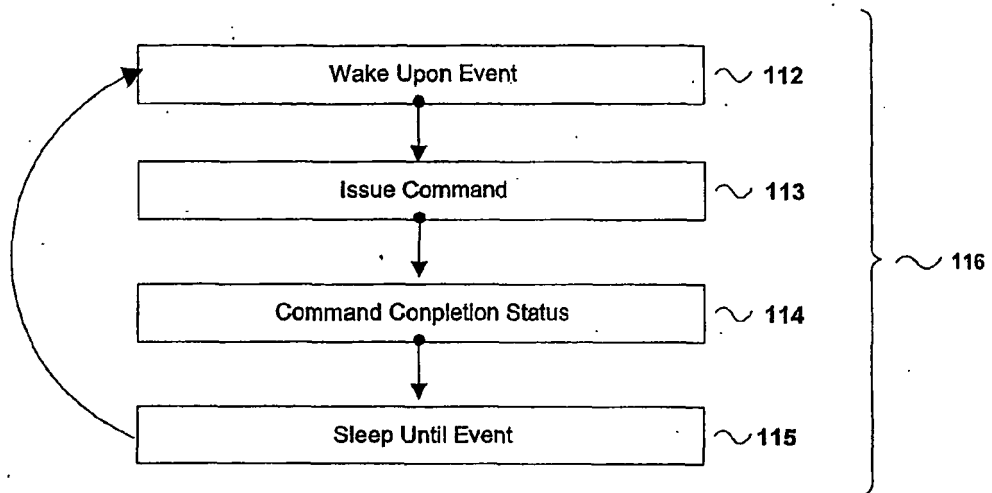 Wake Upon Event 112
Issue Command 113
116
Command Conpletion Status 114
Sleep Until Event 115